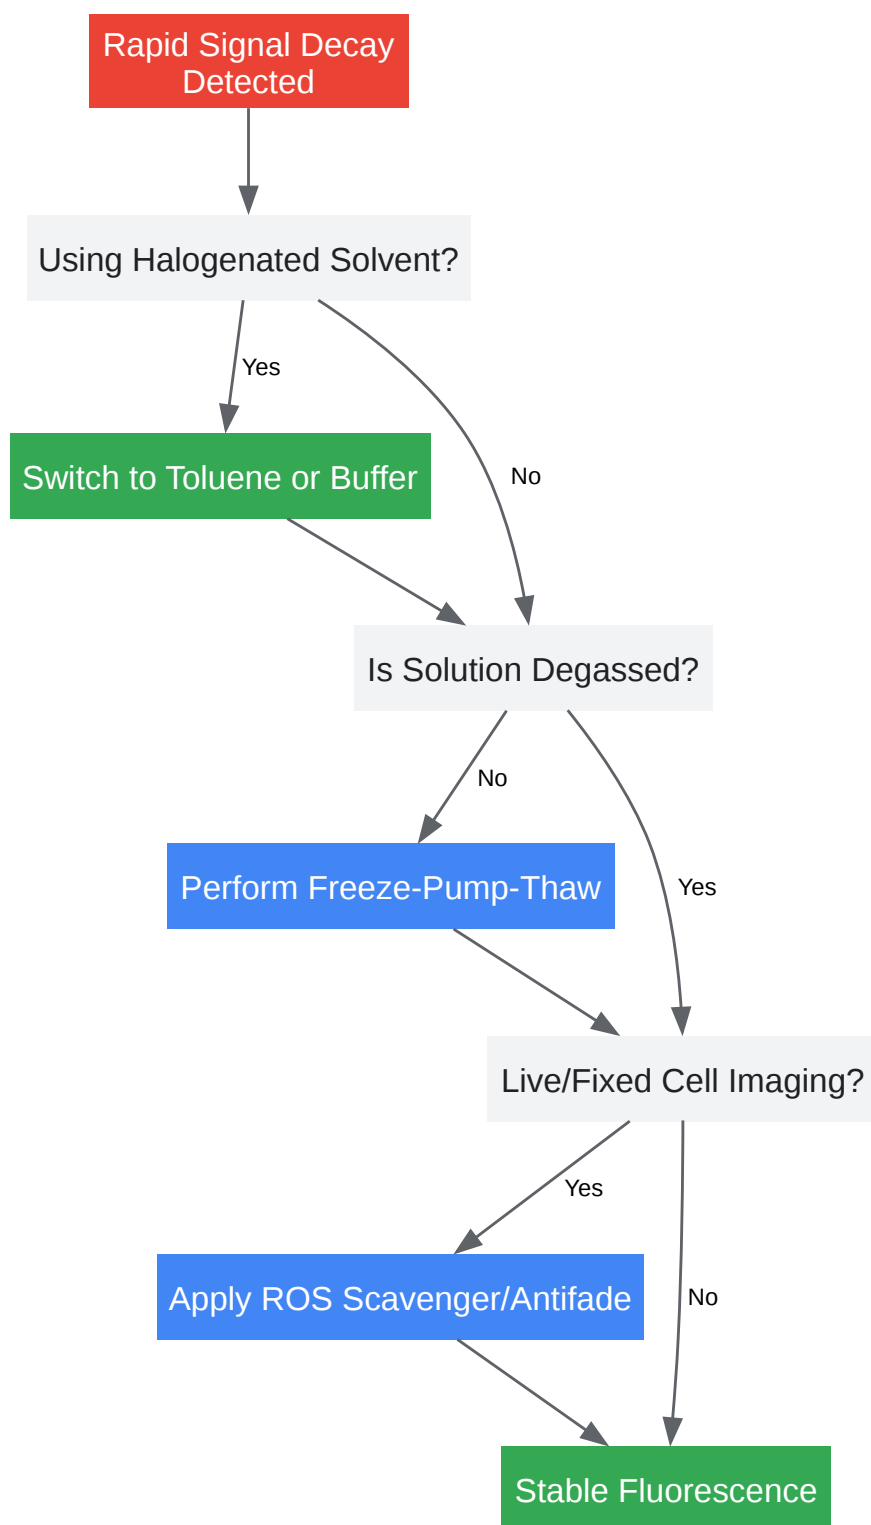 Rapid Signal Decay
Detected
Using Halogenated Solvent?
Yes
Switch to Toluene or Buffer
No
Is Solution Degassed?
No
Perform Freeze-Pump-Thaw
Yes
Live/Fixed Cell Imaging?
Yes
Apply ROS Scavenger/Antifade
No
Stable Fluorescence